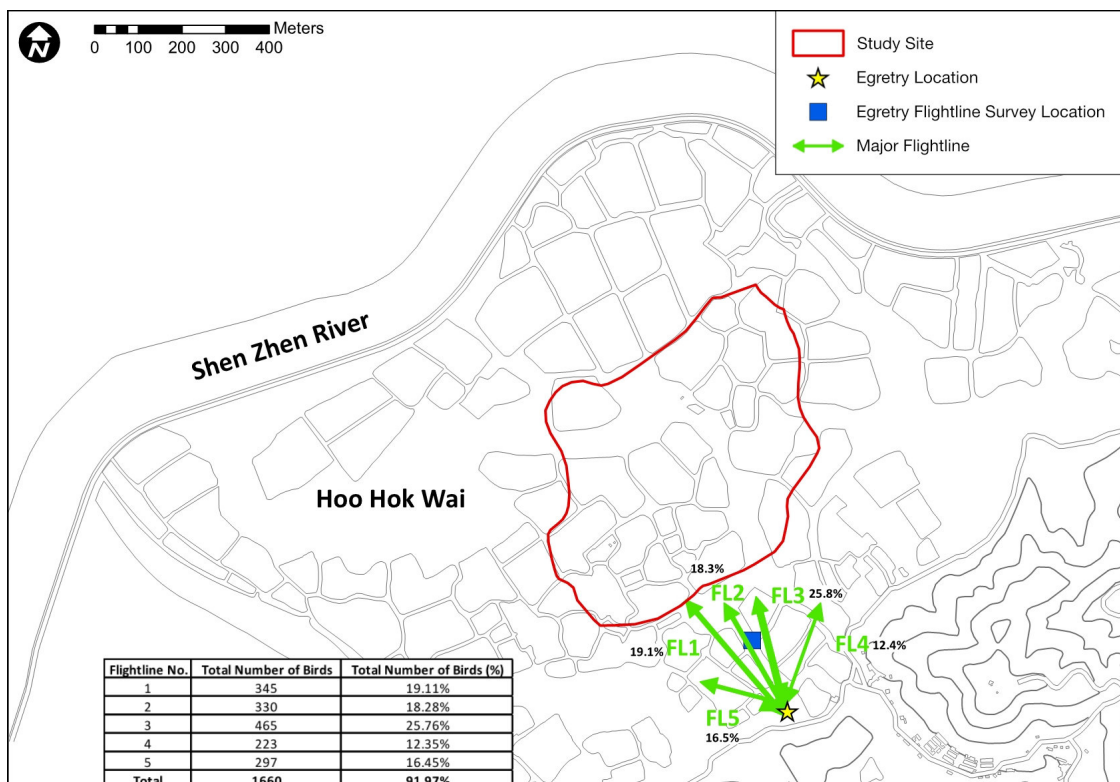 N
Meters
0 100 200 300 400
Study Site
Egretry Location
Egretry Flightline Survey Location
Major Flightline
Shen Zhen River
Hoo Hok Wai
18.3%
FL2
FL3
25.8%
FL1
19.1%
FL4
12.4%
FL5
16.5%
Flightline No. Total Number of Birds Total Number of Birds (%)
1 345 19.11%
2 330 18.28%
3 465 25.76%
4 223 12.35%
5 297 16.45%
Total 1660 91.97%